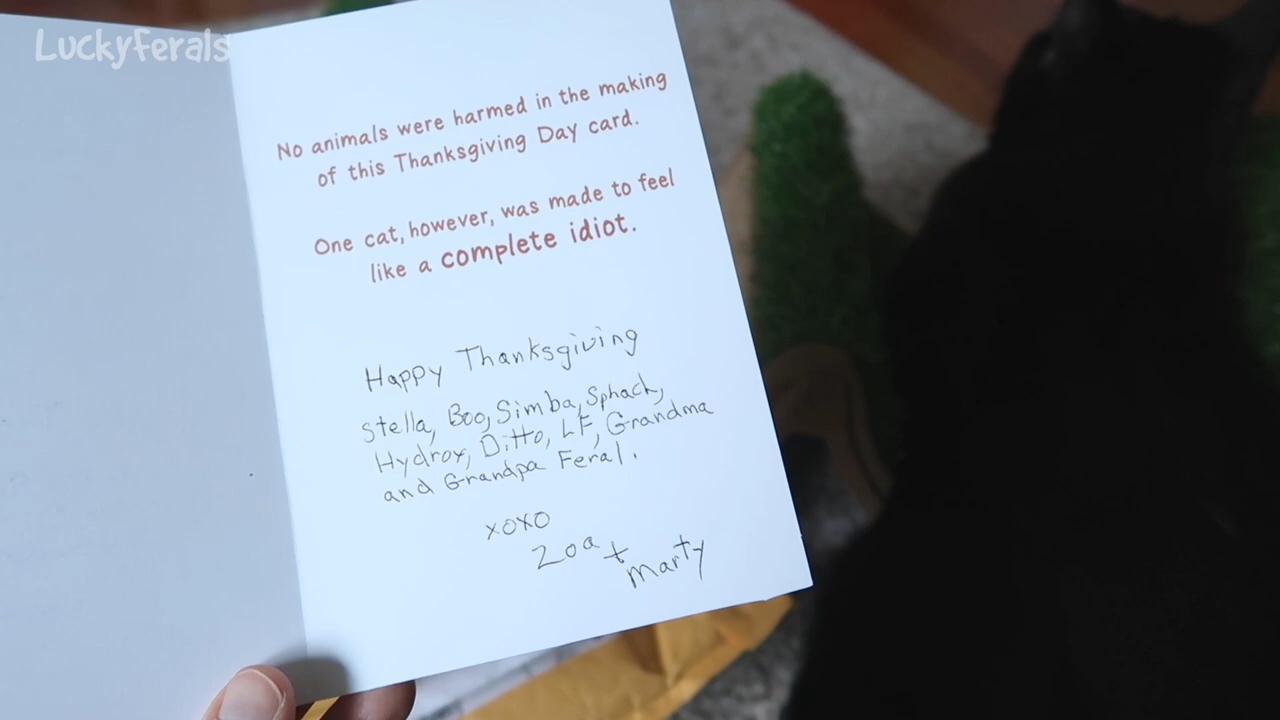 LuckyFerals
No animals were harmed in the making
of this Thanksgiving Day card.
One cat, however, was made to feel
like a complete idiot.
Happy Thanksgiving
Stella, Boo, Simba, Sphach,
Hydrox, Ditto, LF, Grandma
and Grandpa Feral.
xoxo
Zoa +
Marty